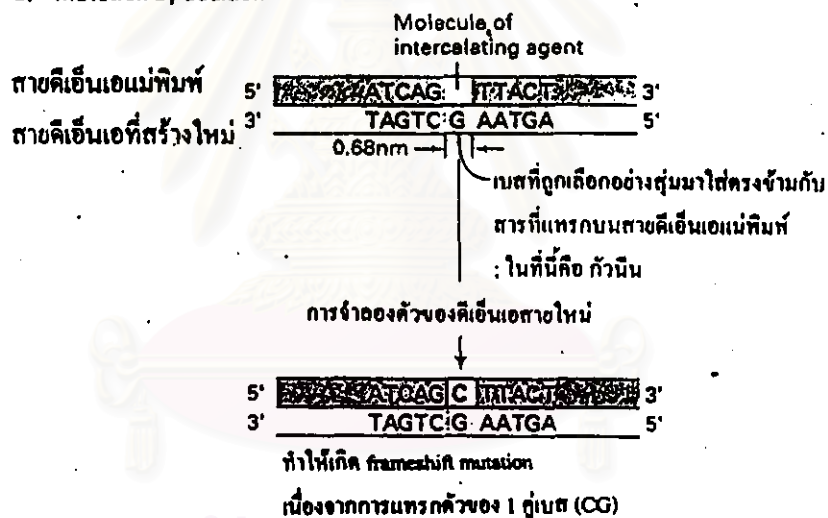 Molecule of
intercalating agent
สายดีเอ็นเอแม่พิมพ์ 5' ATCAG TTACT 3'
สายดีเอ็นเอที่สร้างใหม่ 3' TAGTC G AATGA 5'
0.68nm
เบสที่ถูกเลือกอย่างสุ่มมาใส่ตรงข้ามกับ
สารที่แทรกบนสายดีเอ็นเอแม่พิมพ์
: ในที่นี้คือ กัวนีน
การจำลองตัวของดีเอ็นเอสายใหม่
5' ATCAG C TTACT 3'
3' TAGTC G AATGA 5'
ทำให้เกิด frameshift mutation
เนื่องจากการแทรกตัวของ 1 คู่เบส (CG)